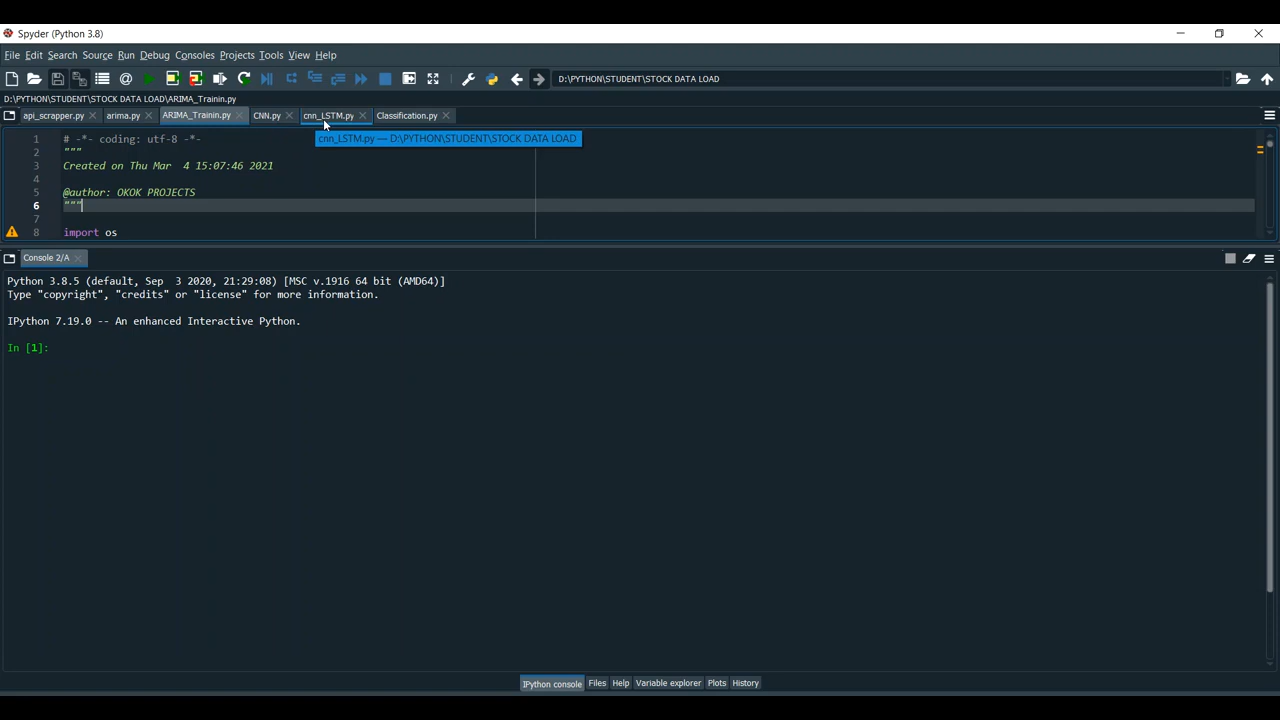 Spyder (Python 3.8)
File Edit Search Source Run Debug Consoles Projects Tools View Help
D:\PYTHON\STUDENT\STOCK DATA LOAD
D:\PYTHON\STUDENT\STOCK DATA LOAD\ARIMA_Trainin.py
api_scrapper.py arima.py ARIMA_Trainin.py CNN.py cnn_LSTM.py Classification.py
cnn_LSTM.py — D:\PYTHON\STUDENT\STOCK DATA LOAD
1 # -*- coding: utf-8 -*-
2 """
3 Created on Thu Mar  4 15:07:46 2021
4
5 @author: OKOK PROJECTS
6 """
7
8 import os
Console 2/A
Python 3.8.5 (default, Sep  3 2020, 21:29:08) [MSC v.1916 64 bit (AMD64)]
Type "copyright", "credits" or "license" for more information.
IPython 7.19.0 -- An enhanced Interactive Python.
In [1]:
IPython console Files Help Variable explorer Plots History